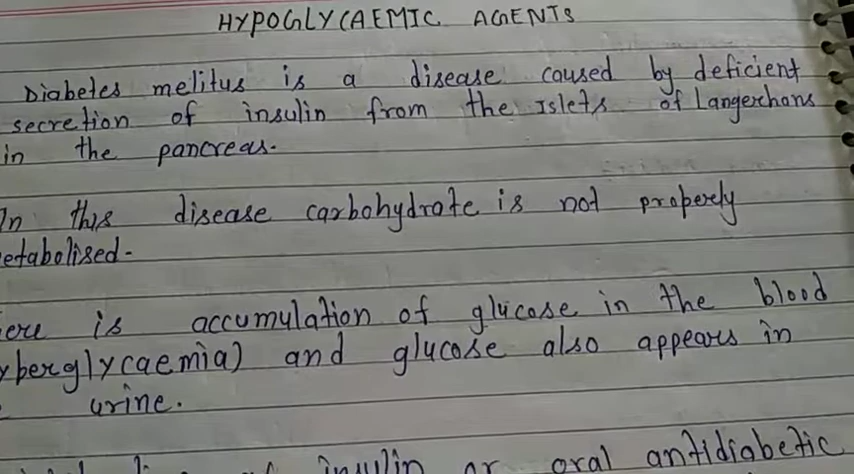 HYPOGLYCAEMIC AGENTS
Diabetes melitus is a disease caused by deficient
secretion of insulin from the Islets of Langerhans
in the pancreas.
In this disease carbohydrate is not properly
etabolised.
ere is accumulation of glucose in the blood
yperglycaemia) and glucose also appears in
urine.
insulin or oral antidiabetic